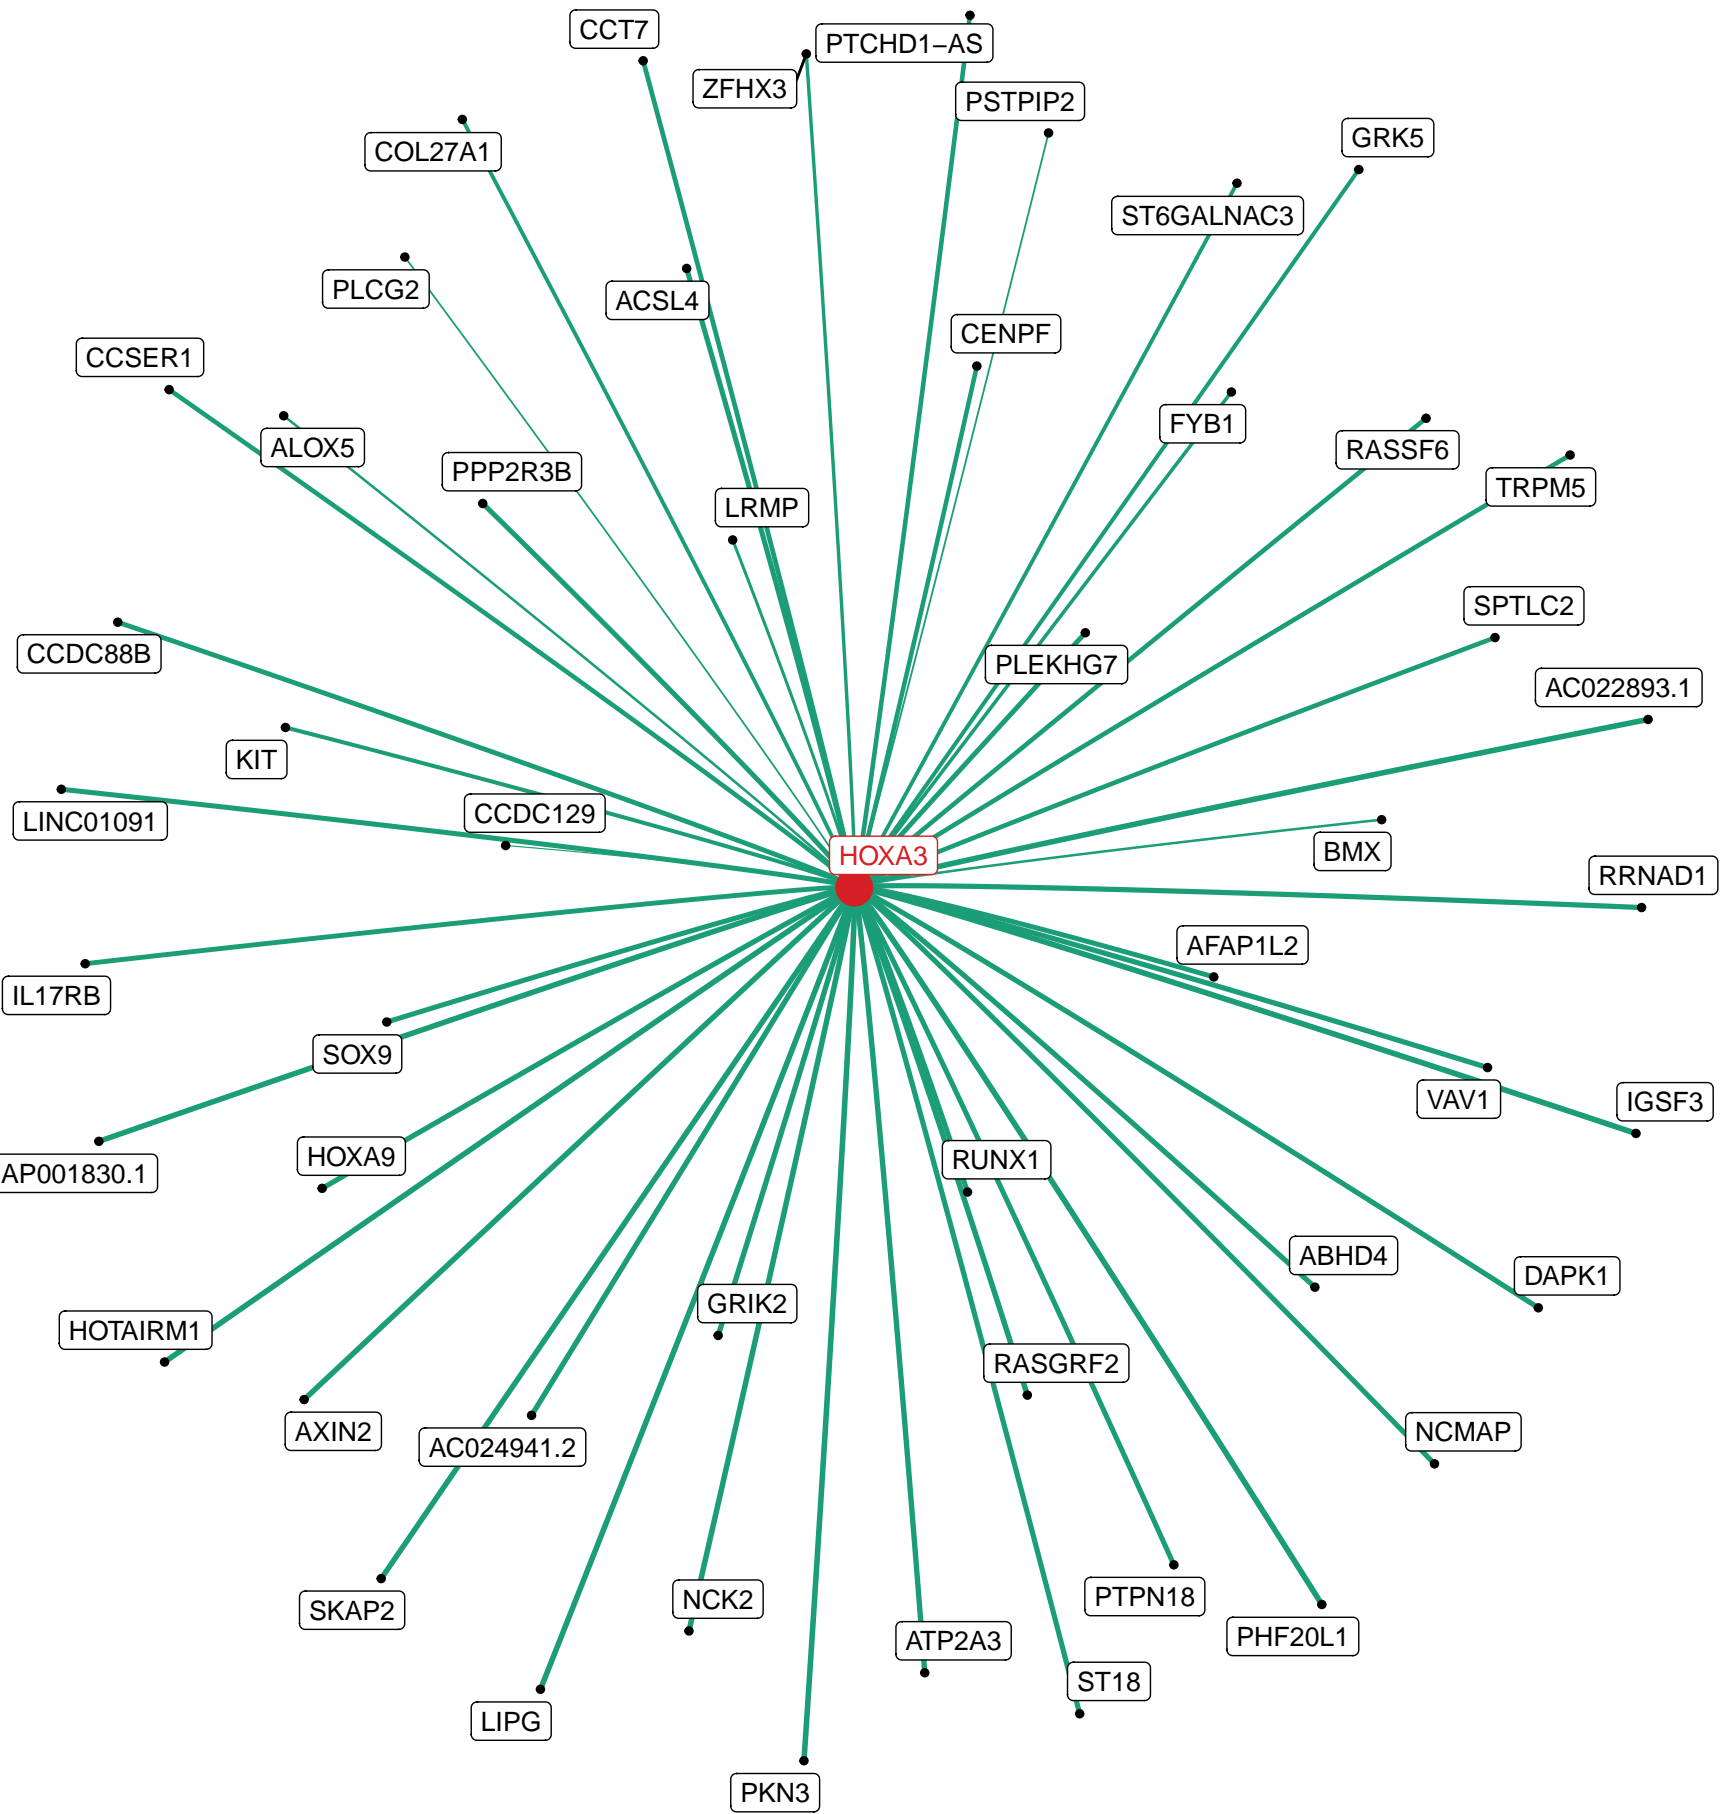 CCT7
PTCHD1−AS
ZFHX3
PSTPIP2
GRK5
COL27A1
ST6GALNAC3
PLCG2
ACSL4
CENPF
CCSER1
FYB1
ALOX5
RASSF6
PPP2R3B
TRPM5
LRMP
SPTLC2
CCDC88B
PLEKHG7
AC022893.1
KIT
CCDC129
LINC01091
BMX
HOXA3
RRNAD1
AFAP1L2
IL17RB
SOX9
VAV1
IGSF3
HOXA9
RUNX1
AP001830.1
ABHD4
DAPK1
GRIK2
HOTAIRM1
RASGRF2
AXIN2
NCMAP
AC024941.2
PTPN18
NCK2
SKAP2
PHF20L1
ATP2A3
ST18
LIPG
PKN3